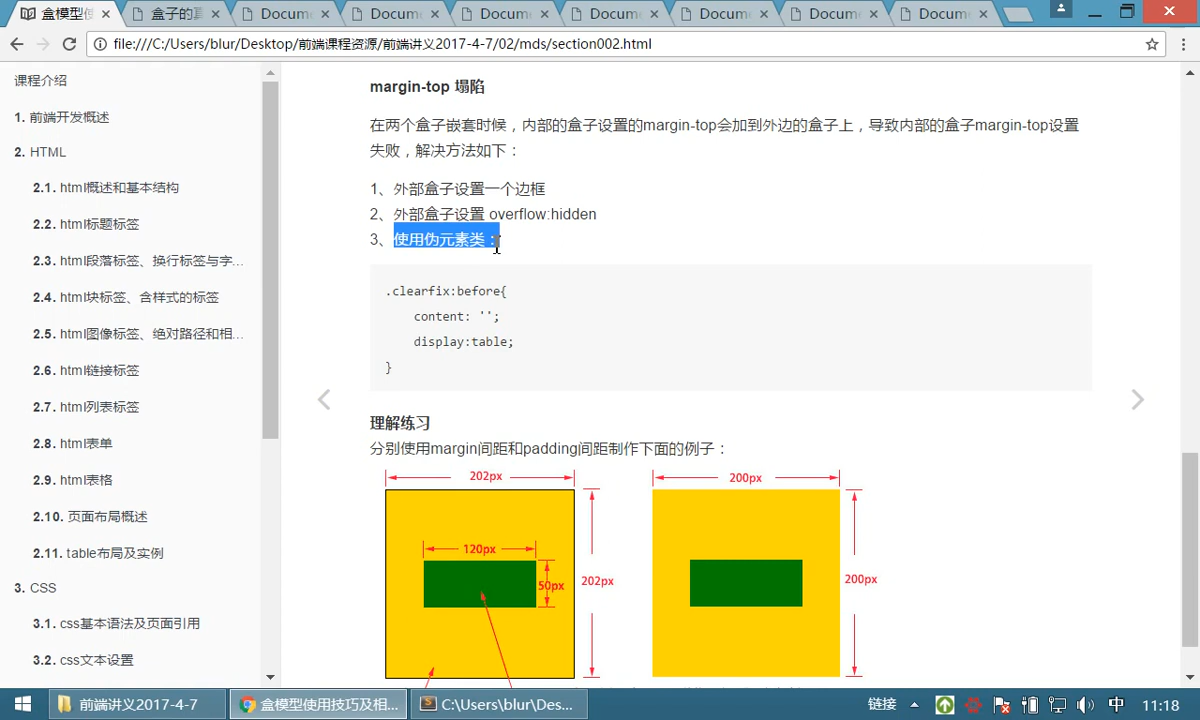 盒模型使
盒子的真
Docume
Docume
Docume
Docume
Docume
Docume
Docume
file:///C:/Users/blur/Desktop/前端课程资源/前端讲义2017-4-7/02/mds/section002.html
课程介绍
1. 前端开发概述
2. HTML
2.1. html概述和基本结构
2.2. html标题标签
2.3. html段落标签、换行标签与字...
2.4. html块标签、含样式的标签
2.5. html图像标签、绝对路径和相...
2.6. html链接标签
2.7. html列表标签
2.8. html表单
2.9. html表格
2.10. 页面布局概述
2.11. table布局及实例
3. CSS
3.1. css基本语法及页面引用
3.2. css文本设置
margin-top 塌陷
在两个盒子嵌套时候，内部的盒子设置的margin-top会加到外边的盒子上，导致内部的盒子margin-top设置
失败，解决方法如下：
1、外部盒子设置一个边框
2、外部盒子设置 overflow:hidden
3、使用伪元素类：
.clearfix:before{
content: '';
display:table;
}
理解练习
分别使用margin间距和padding间距制作下面的例子：
202px
120px
50px
202px
200px
200px
前端讲义2017-4-7
盒模型使用技巧及相...
C:\Users\blur\Des...
链接
中
11:18